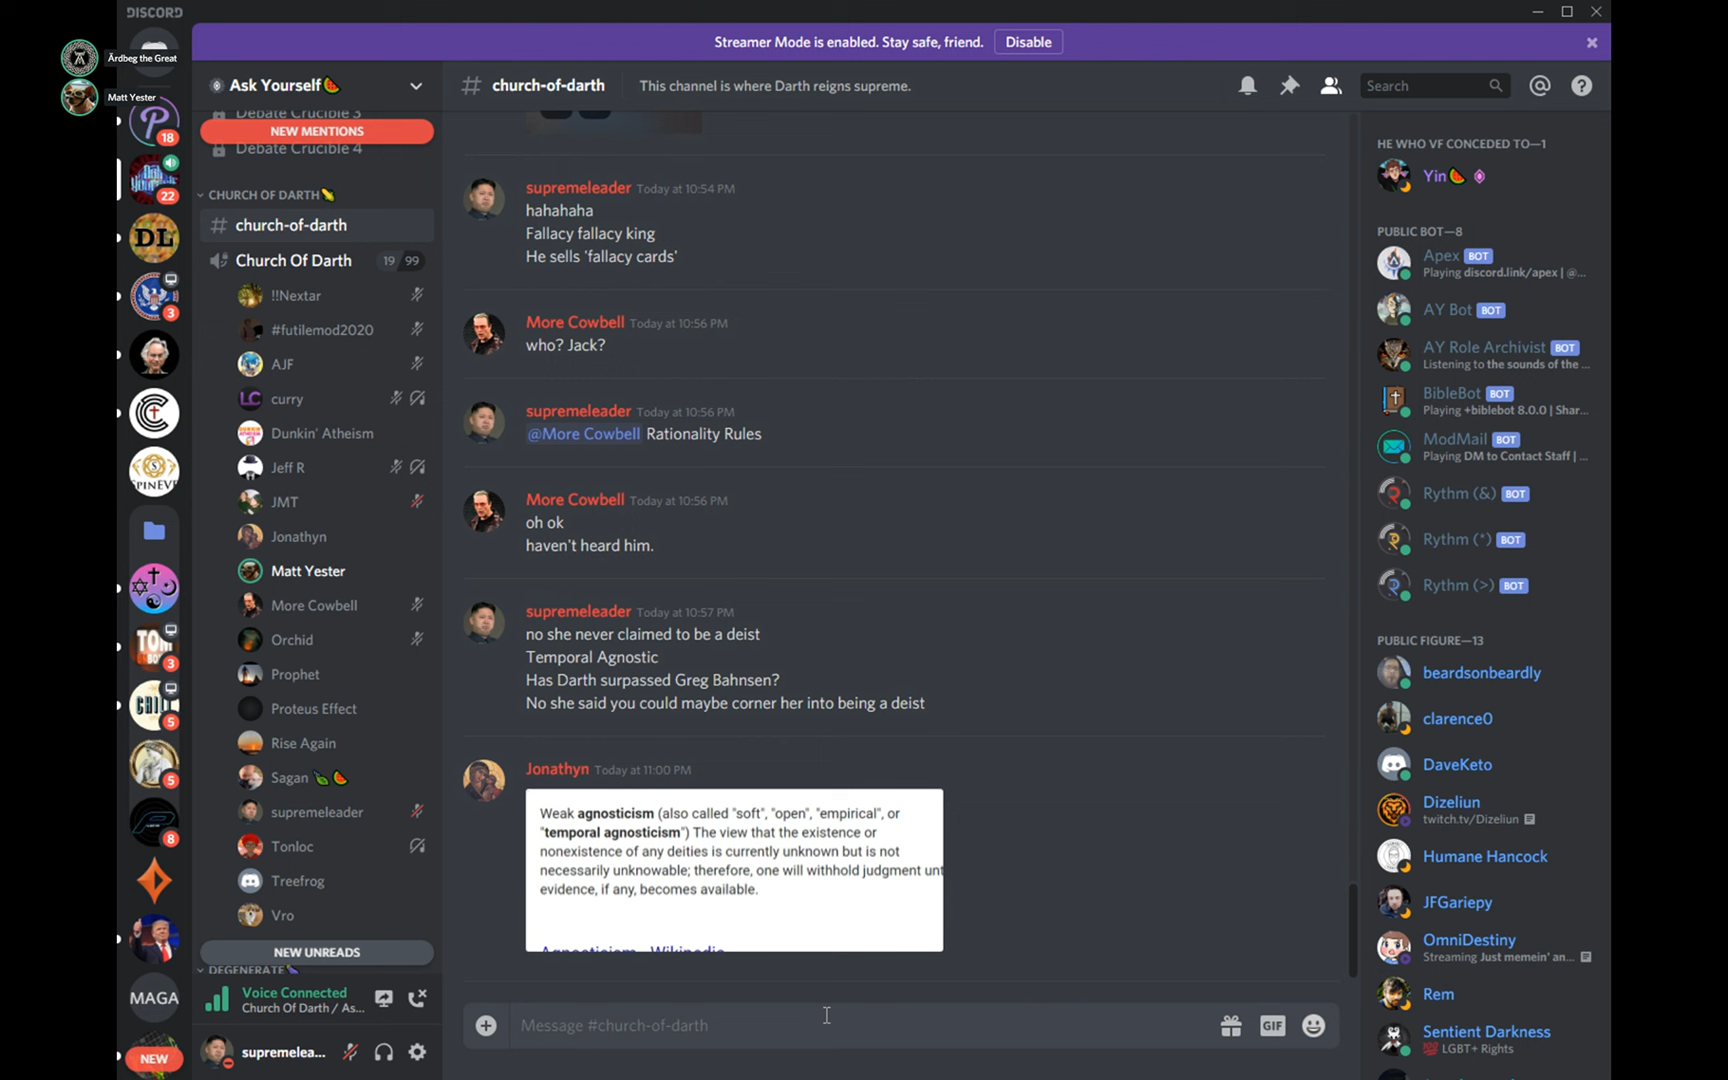 DISCORD
Ärdbeg the Great
Matt Yester
Streamer Mode is enabled. Stay safe, friend.
Disable
Ask Yourself
church-of-darth
This channel is where Darth reigns supreme.
Search
Debate Crucible 3
NEW MENTIONS
Debate Crucible 4
CHURCH OF DARTH
church-of-darth
Church Of Darth 19 99
!!Nextar
#futilemod2020
AJF
curry
Dunkin' Atheism
Jeff R
JMT
Jonathyn
Matt Yester
More Cowbell
Orchid
Prophet
Proteus Effect
Rise Again
Sagan
supremeleader
Tonloc
Treefrog
Vro
NEW UNREADS
DEGENERATE
Voice Connected
Church Of Darth / As...
supremelea...
18
22
DL
3
SPINEV
3
5
5
8
MAGA
NEW
supremeleader Today at 10:54 PM
hahahaha
Fallacy fallacy king
He sells 'fallacy cards'
More Cowbell Today at 10:56 PM
who? Jack?
supremeleader Today at 10:56 PM
@More Cowbell Rationality Rules
More Cowbell Today at 10:56 PM
oh ok
haven't heard him.
supremeleader Today at 10:57 PM
no she never claimed to be a deist
Temporal Agnostic
Has Darth surpassed Greg Bahnsen?
No she said you could maybe corner her into being a deist
Jonathyn Today at 11:00 PM
Weak agnosticism (also called "soft", "open", "empirical", or
"temporal agnosticism") The view that the existence or
nonexistence of any deities is currently unknown but is not
necessarily unknowable; therefore, one will withhold judgment unt
evidence, if any, becomes available.
Agnosticism - Wikipedia
Message #church-of-darth
GIF
HE WHO VF CONCEDED TO—1
Yin
PUBLIC BOT—8
Apex BOT
Playing discord.link/apex | @...
AY Bot BOT
AY Role Archivist BOT
Listening to the sounds of the ...
BibleBot BOT
Playing +biblebot 8.0.0 | Shar...
ModMail BOT
Playing DM to Contact Staff | ...
Rythm (&) BOT
Rythm (*) BOT
Rythm (>) BOT
PUBLIC FIGURE—13
beardsonbeardly
clarence0
DaveKeto
Dizeliun
twitch.tv/Dizeliun
Humane Hancock
JFGariepy
OmniDestiny
Streaming Just memein' an...
Rem
Sentient Darkness
LGBT+ Rights